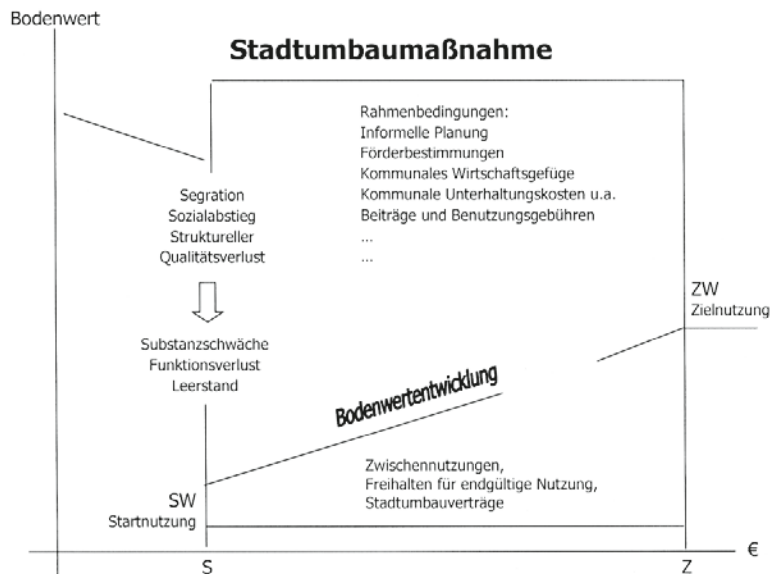 Bodenwert
Stadtumbaumaßnahme
Rahmenbedingungen:
Informelle Planung
Förderbestimmungen
Kommunales Wirtschaftsgefüge
Kommunale Unterhaltungskosten u.a.
Beiträge und Benutzungsgebühren
...
...
Segration
Sozialabstieg
Struktureller
Qualitätsverlust
Substanzschwäche
Funktionsverlust
Leerstand
ZW
Zielnutzung
Bodenwertentwicklung
Zwischennutzungen,
Freihalten für endgültige Nutzung,
Stadtumbauverträge
SW
Startnutzung
S
Z
€